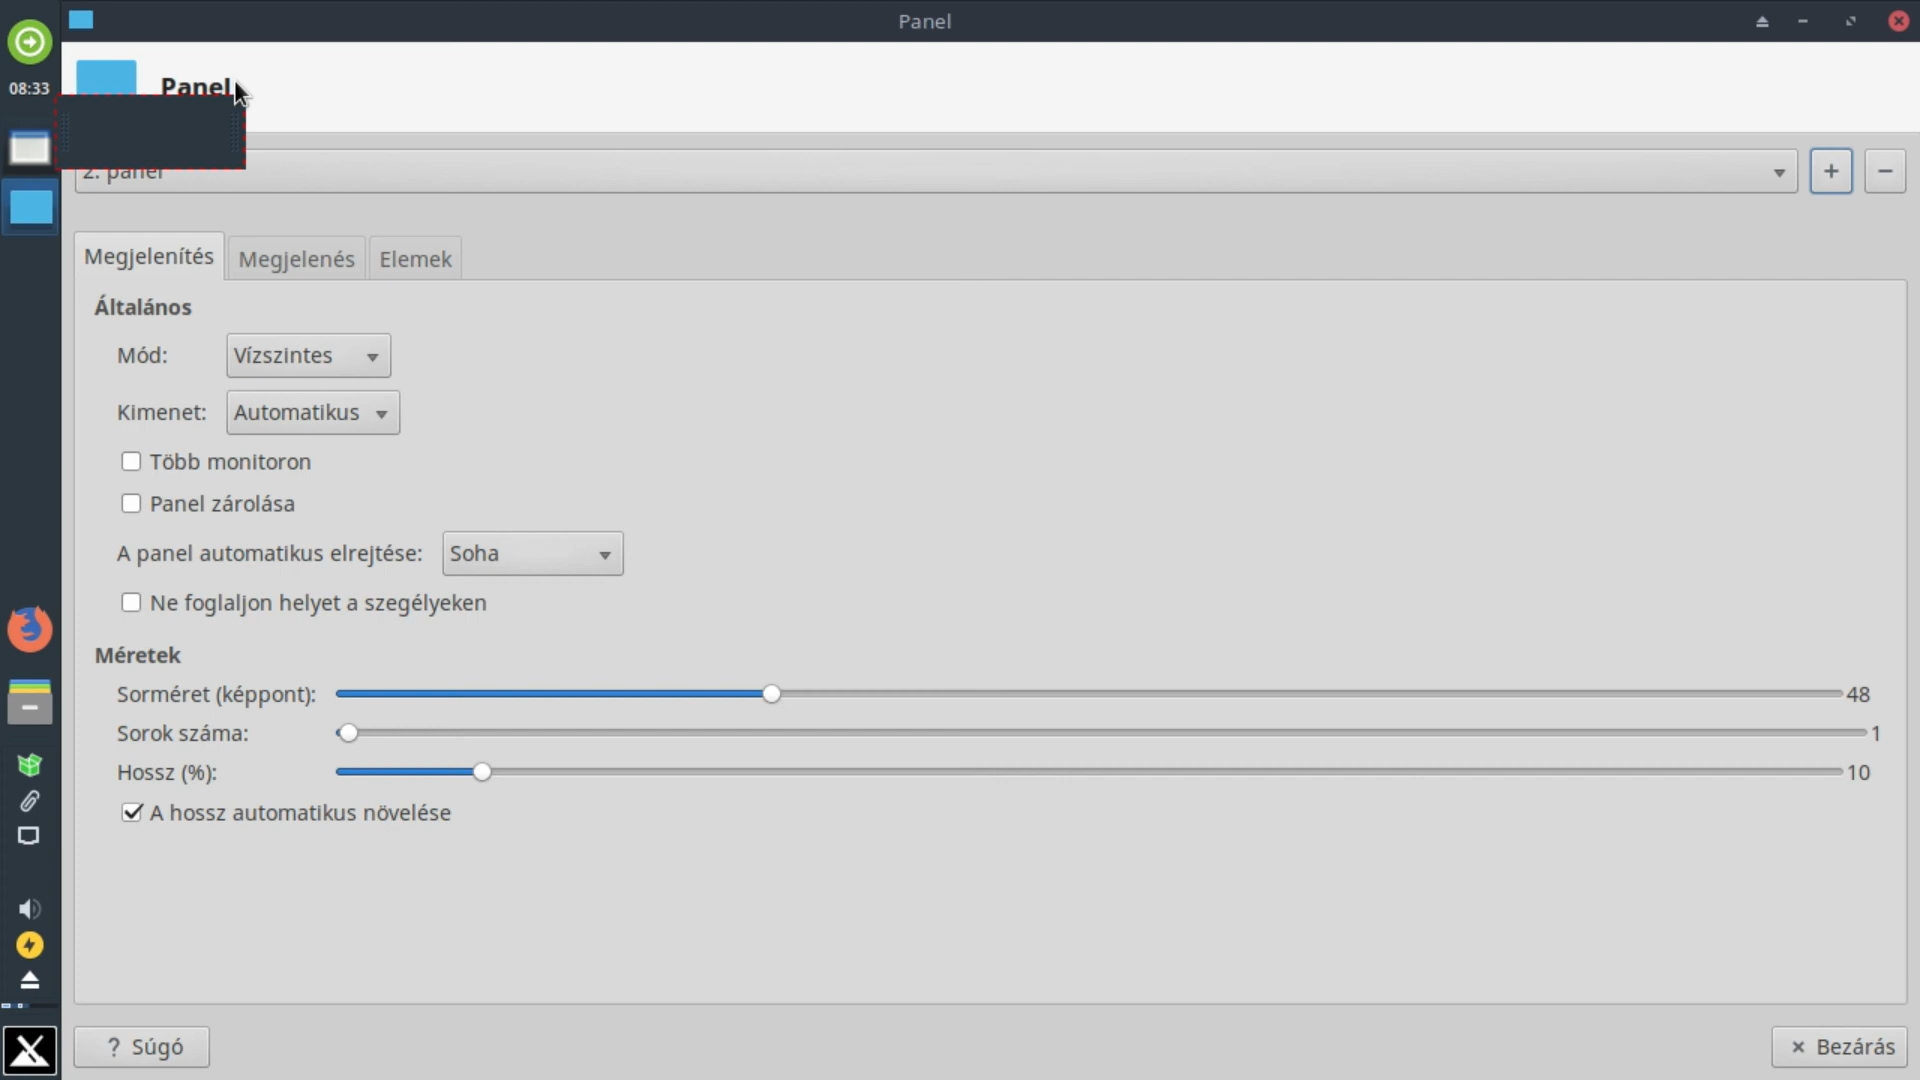 Panel
08:33
Panel
2. panel
+
−
Megjelenítés
Megjelenés
Elemek
Általános
Mód:
Vízszintes
Kimenet:
Automatikus
Több monitoron
Panel zárolása
A panel automatikus elrejtése:
Soha
Ne foglaljon helyet a szegélyeken
Méretek
Sorméret (képpont):
48
Sorok száma:
1
Hossz (%):
10
A hossz automatikus növelése
? Súgó
× Bezárás